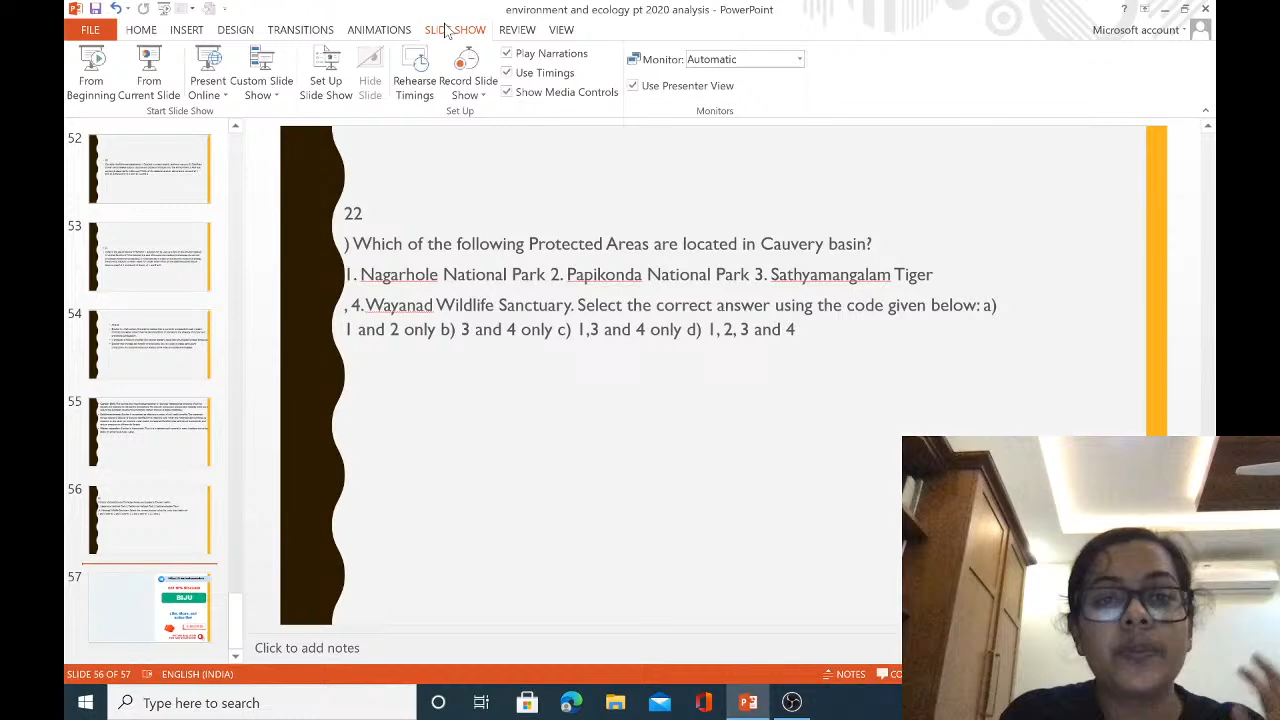 environment and ecology pt 2020 analysis - PowerPoint
FILE HOME INSERT DESIGN TRANSITIONS ANIMATIONS SLIDE SHOW REVIEW VIEW
Microsoft account
From Beginning
From Current Slide
Present Online
Custom Slide Show
Set Up Slide Show
Hide Slide
Rehearse Timings
Record Slide Show
Play Narrations
Use Timings
Show Media Controls
Monitor: Automatic
Use Presenter View
Start Slide Show
Set Up
Monitors
52
53
54
55
56
57
BIJU
22
) Which of the following Protected Areas are located in Cauvery basin?
1. Nagarhole National Park 2. Papikonda National Park 3. Sathyamangalam Tiger
, 4. Wayanad Wildlife Sanctuary. Select the correct answer using the code given below: a)
1 and 2 only b) 3 and 4 only c) 1,3 and 4 only d) 1, 2, 3 and 4
Click to add notes
SLIDE 56 OF 57 ENGLISH (INDIA)
NOTES
CO
Type here to search